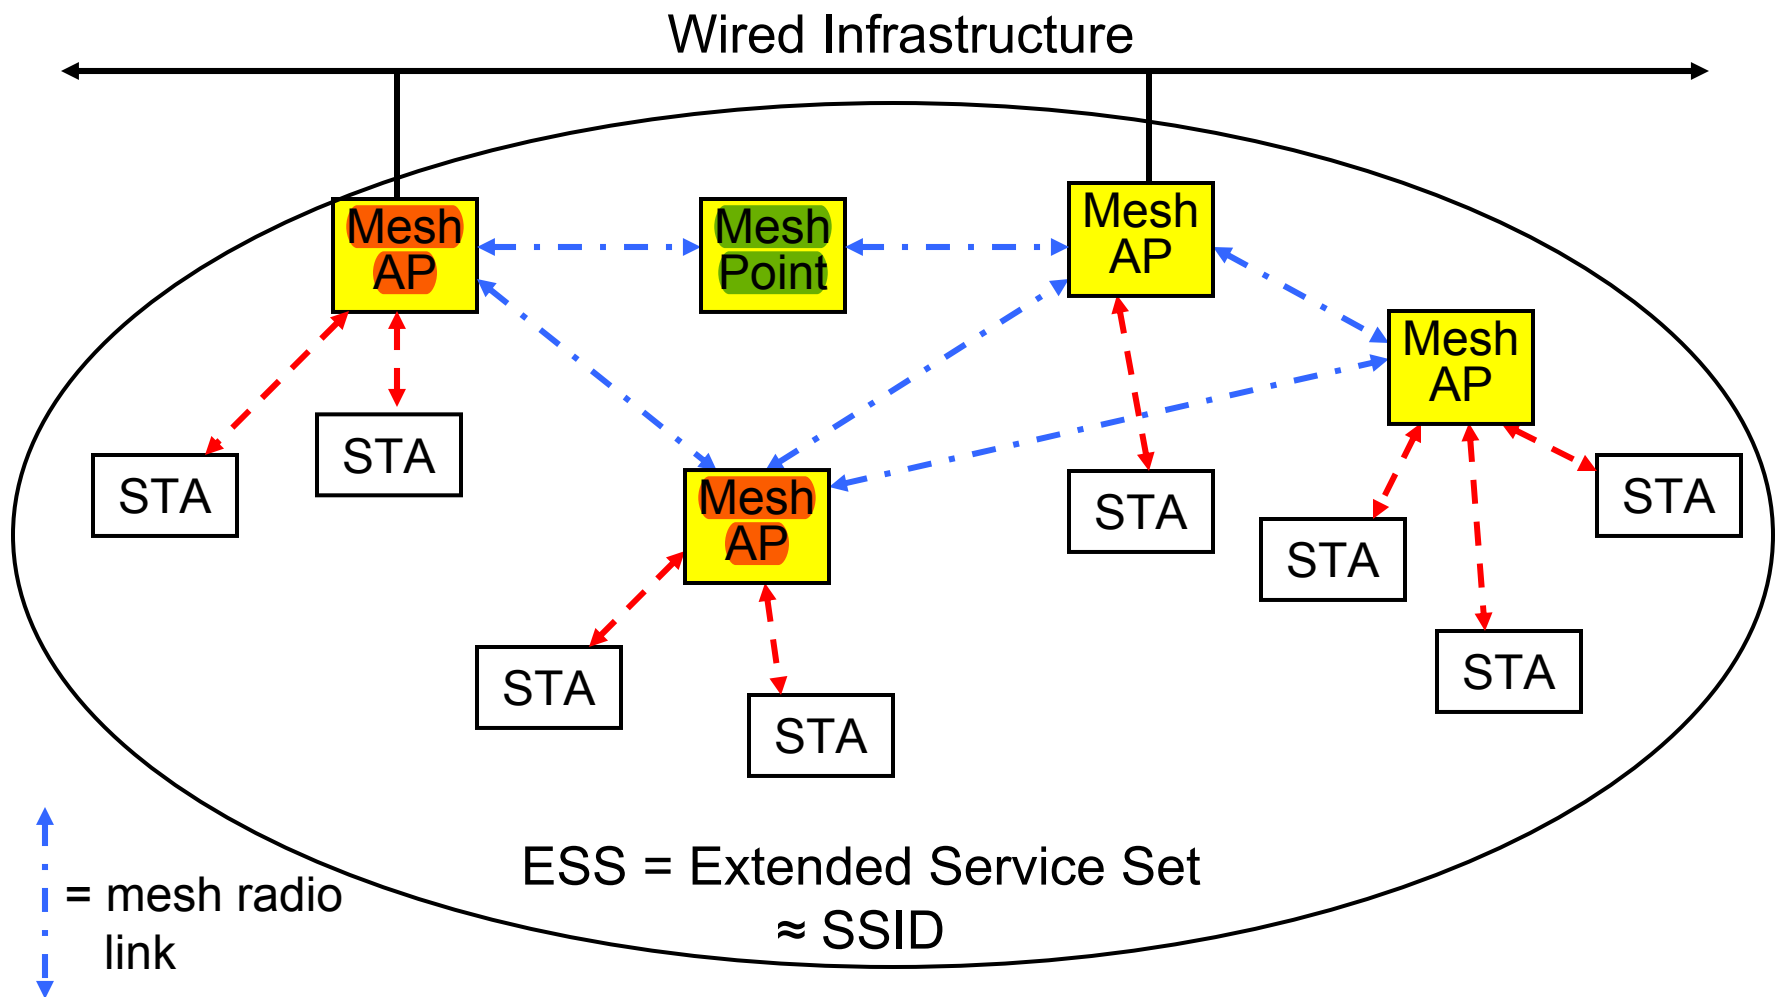 Wired Infrastructure
Mesh
AP
Mesh
Point
Mesh
AP
Mesh
AP
STA
STA
Mesh
AP
STA
STA
STA
STA
STA
STA
STA
ESS = Extended Service Set
≈ SSID
= mesh radio
link